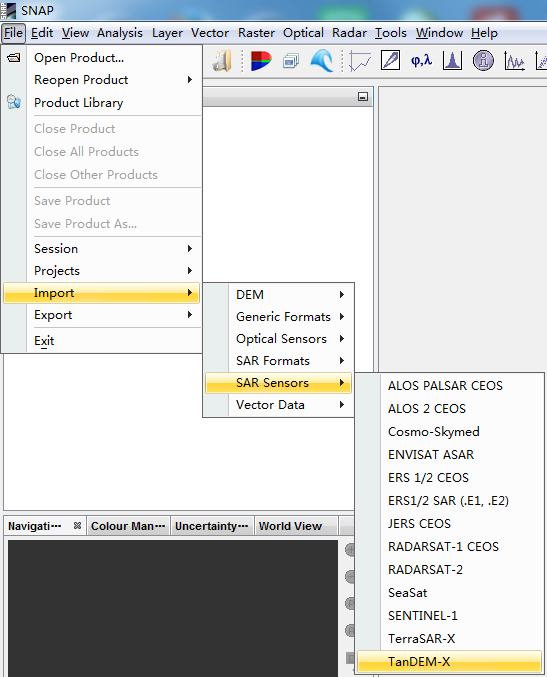 SNAP
File Edit View Analysis Layer Vector Raster Optical Radar Tools Window Help
Open Product...
Reopen Product
Product Library
Close Product
Close All Products
Close Other Products
Save Product
Save Product As...
Session
Projects
Import
Export
Exit
DEM
Generic Formats
Optical Sensors
SAR Formats
SAR Sensors
Vector Data
ALOS PALSAR CEOS
ALOS 2 CEOS
Cosmo-Skymed
ENVISAT ASAR
ERS 1/2 CEOS
ERS1/2 SAR (.E1, .E2)
JERS CEOS
RADARSAT-1 CEOS
RADARSAT-2
SeaSat
SENTINEL-1
TerraSAR-X
TanDEM-X
φ,λ
Navigati··· Colour Man··· Uncertainty··· World View